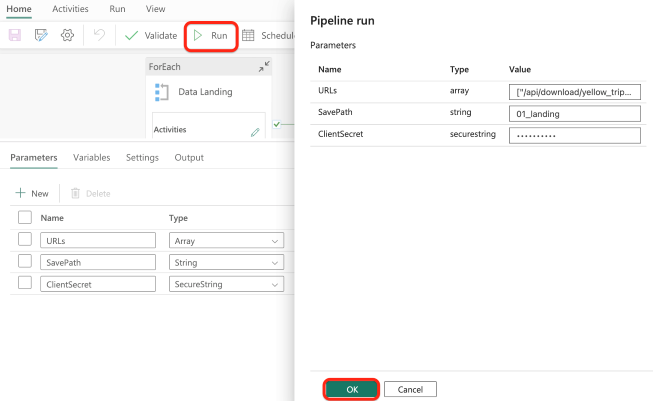 Home Activities Run View
Validate Run Schedul
ForEach
Data Landing
Activities
Parameters Variables Settings Output
New Delete
Name Type
URLs Array
SavePath String
ClientSecret SecureString
Pipeline run
Parameters
Name Type Value
URLs array ["/api/download/yellow_trip...
SavePath string 01_landing
ClientSecret securestring ••••••••••
OK Cancel